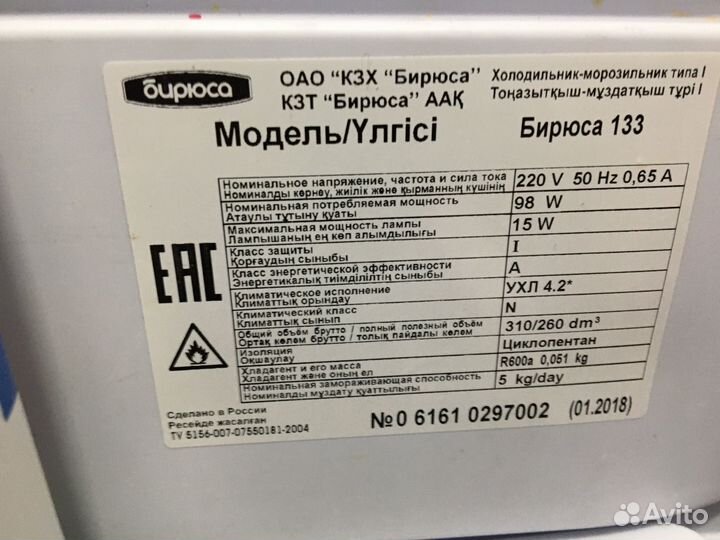 бирюса
ОАО "КЗХ "Бирюса" Холодильник-морозильник типа I
КЗТ "Бирюса" ААҚ Тоңазытқыш-мұздатқыш түрі I
Модель/Үлгісі Бирюса 133
Номинальное напряжение, частота и сила тока
Номиналды кернеу, жиілік және қырманның күшінің
220 V 50 Hz 0,65 A
Номинальная потребляемая мощность
Атаулы тұтыну қуаты
98 W
Максимальная мощность лампы
Лампышаның ең көп алымдылығы
15 W
Класс защиты
Қорғаудың сыныбы
I
Класс энергетической эффективности
Энергетикалық тиімділіктің сыныбы
A
Климатическое исполнение
Климаттық орындау
УХЛ 4.2*
Климатический класс
Климаттық сынып
N
Общий объём брутто / полный полезный объём
Ортақ көлем брутто / толық пайдалы көлем
310/260 dm³
Изоляция
Оқшаулау
Циклопентан
Хладагент и его масса
Хладагент және оның ел
R600a 0,051 kg
Номинальная замораживающая способность
Номиналды мұздату қуаттылығы
5 kg/day
EAC
Сделано в России
Ресейде жасалған
ТУ 5156-007-07550181-2004
№0 6161 0297002 (01.2018)
Avito